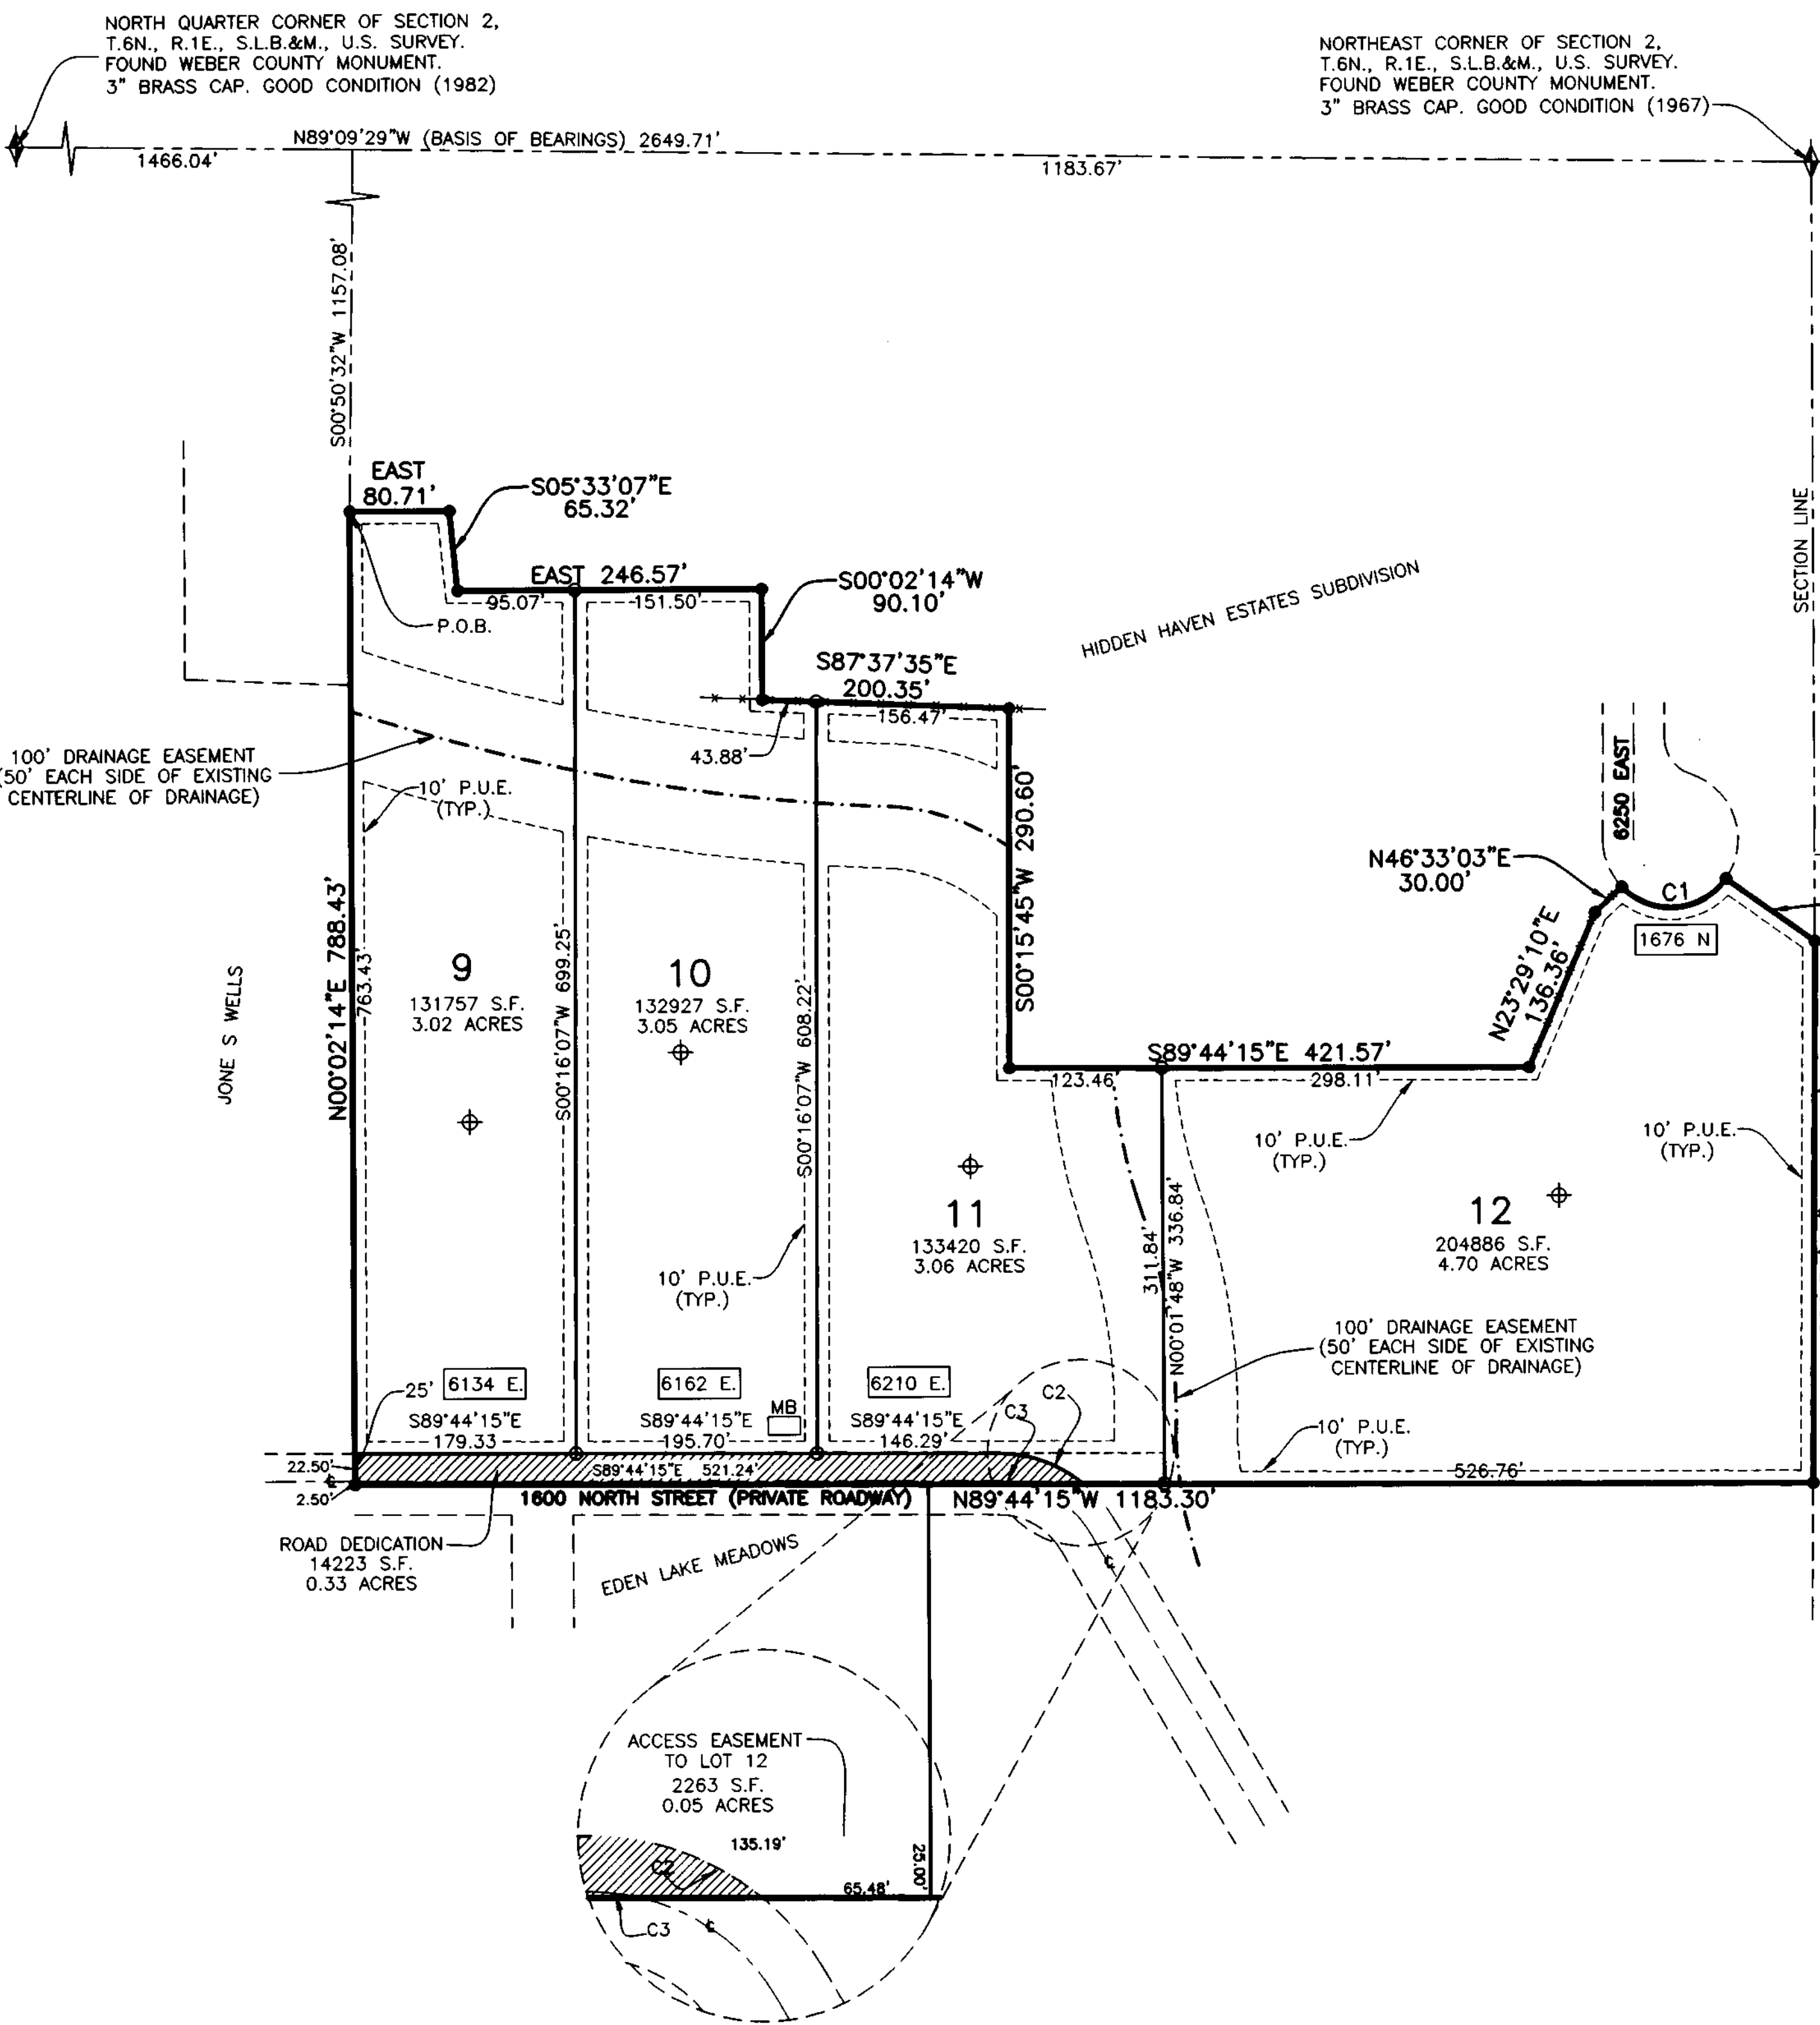 NORTH QUARTER CORNER OF SECTION 2,
T.6N., R.1E., S.L.B.&M., U.S. SURVEY.
FOUND WEBER COUNTY MONUMENT.
3" BRASS CAP. GOOD CONDITION (1982)
NORTHEAST CORNER OF SECTION 2,
T.6N., R.1E., S.L.B.&M., U.S. SURVEY.
FOUND WEBER COUNTY MONUMENT.
3" BRASS CAP. GOOD CONDITION (1967)
N89°09'29"W (BASIS OF BEARINGS) 2649.71'
1466.04'
1183.67'
S00°50'32"W 1157.08'
SECTION LINE
EAST
80.71'
S05°33'07"E
65.32'
EAST 246.57'
95.07'
151.50'
S00°02'14"W
90.10'
P.O.B.
S87°37'35"E
200.35'
156.47'
43.88'
HIDDEN HAVEN ESTATES SUBDIVISION
100' DRAINAGE EASEMENT
(50' EACH SIDE OF EXISTING
CENTERLINE OF DRAINAGE)
10' P.U.E.
(TYP.)
6250 EAST
N46°33'03"E
30.00'
C1
1676 N
N23°29'10"E
136.36'
S00°15'45"W 290.60'
N00°02'14"E 788.43'
763.43'
JONE S WELLS
9
131757 S.F.
3.02 ACRES
S00°16'07"W 699.25'
10
132927 S.F.
3.05 ACRES
S00°16'07"W 608.22'
S89°44'15"E 421.57'
123.46'
298.11'
10' P.U.E.
(TYP.)
10' P.U.E.
(TYP.)
11
133420 S.F.
3.06 ACRES
311.84'
N00°01'48"W 336.84'
12
204886 S.F.
4.70 ACRES
10' P.U.E.
(TYP.)
100' DRAINAGE EASEMENT
(50' EACH SIDE OF EXISTING
CENTERLINE OF DRAINAGE)
25'
6134 E.
6162 E.
6210 E.
MB
C2
C3
S89°44'15"E
179.33
S89°44'15"E
195.70'
S89°44'15"E
146.29'
10' P.U.E.
(TYP.)
526.76'
22.50'
S89°44'15"E 521.24'
2.50'
1600 NORTH STREET (PRIVATE ROADWAY)
N89°44'15"W 1183.30'
ROAD DEDICATION
14223 S.F.
0.33 ACRES
EDEN LAKE MEADOWS
ACCESS EASEMENT
TO LOT 12
2263 S.F.
0.05 ACRES
135.19'
25.00'
C2
65.48'
C3